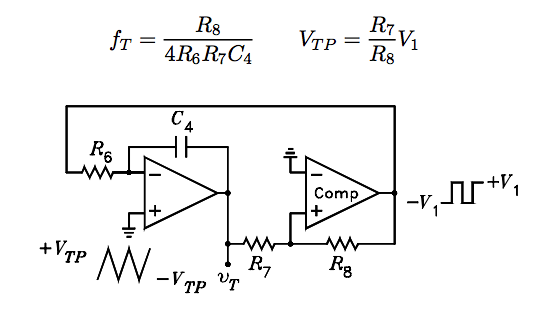 f_T = R_8 / 4R_6R_7C_4    V_TP = R_7 / R_8 V_1
C_4
R_6
−
+
−
Comp
+
−V_1 +V_1
+V_TP
−V_TP
υ_T
R_7
R_8